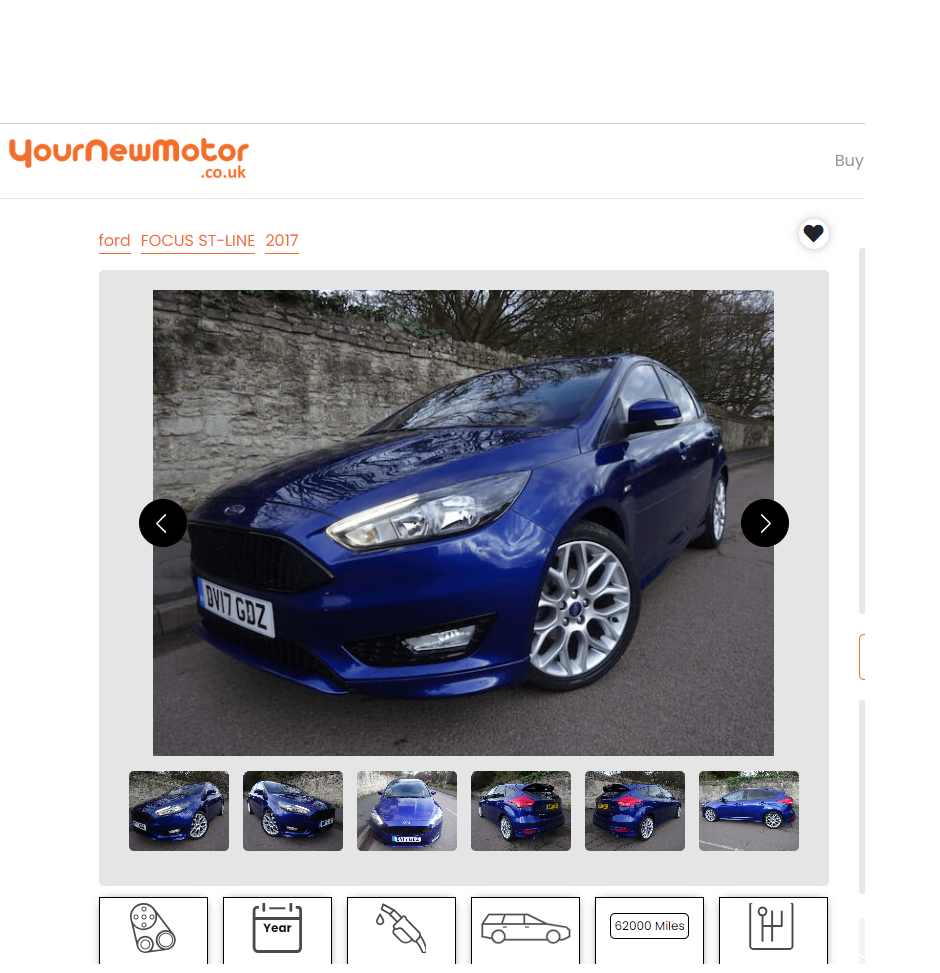 YourNewMotor
.co.uk
Buy
ford FOCUS ST-LINE 2017
DV17 GDZ
Year
62000 Miles